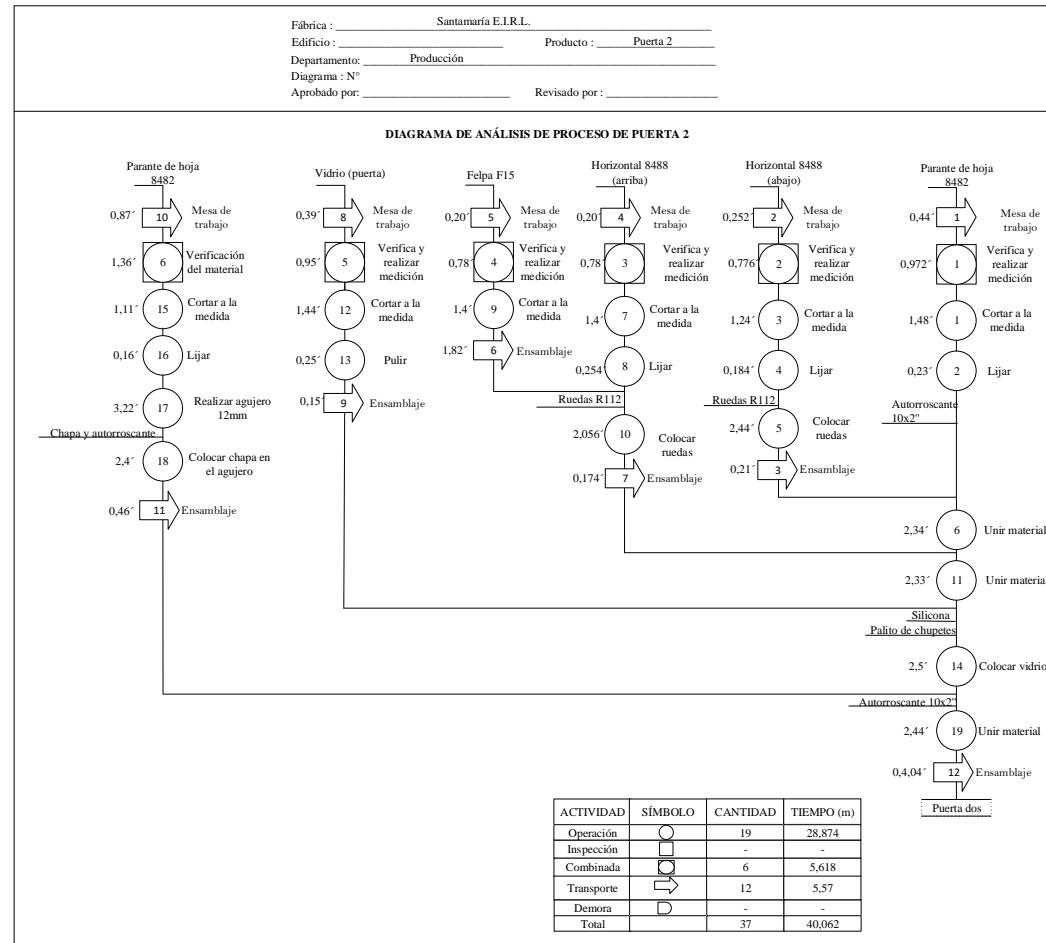 Fábrica : Santamaría E.I.R.L.
Edificio : Producto : Puerta 2
Departamento: Producción
Diagrama : N°
Aprobado por: Revisado por :
DIAGRAMA DE ANÁLISIS DE PROCESO DE PUERTA 2
Parante de hoja
8482
0,87´ 10 Mesa de
trabajo
1,36´ 6 Verificación
del material
1,11´ 15 Cortar a la
medida
0,16´ 16 Lijar
3,22´ 17 Realizar agujero
12mm
Chapa y autorroscante
2,4´ 18 Colocar chapa en
el agujero
0,46´ 11 Ensamblaje
Vidrio (puerta)
0,39´ 8 Mesa de
trabajo
0,95´ 5 Verifica y
realizar
medición
1,44´ 12 Cortar a la
medida
0,25´ 13 Pulir
0,15´ 9 Ensamblaje
Felpa F15
0,20´ 5 Mesa de
trabajo
0,78´ 4 Verifica y
realizar
medición
1,4´ 9 Cortar a la
medida
1,82´ 6 Ensamblaje
Horizontal 8488
(arriba)
0,20´ 4 Mesa de
trabajo
0,78´ 3 Verifica y
realizar
medición
1,4´ 7 Cortar a la
medida
0,254´ 8 Lijar
Ruedas R112
2,056´ 10 Colocar
ruedas
0,174´ 7 Ensamblaje
Horizontal 8488
(abajo)
0,252´ 2 Mesa de
trabajo
0,776´ 2 Verifica y
realizar
medición
1,24´ 3 Cortar a la
medida
0,184´ 4 Lijar
Ruedas R112
2,44´ 5 Colocar
ruedas
0,21´ 3 Ensamblaje
Parante de hoja
8482
0,44´ 1 Mesa de
trabajo
0,972´ 1 Verifica y
realizar
medición
1,48´ 1 Cortar a la
medida
0,23´ 2 Lijar
Autorroscante
10x2"
2,34´ 6 Unir material
2,33´ 11 Unir material
Silicona
Palito de chupetes
2,5´ 14 Colocar vidrio
Autorroscante 10x2"
2,44´ 19 Unir material
0,4,04´ 12 Ensamblaje
Puerta dos
ACTIVIDAD SÍMBOLO CANTIDAD TIEMPO (m)
Operación 19 28,874
Inspección - -
Combinada 6 5,618
Transporte 12 5,57
Demora - -
Total 37 40,062